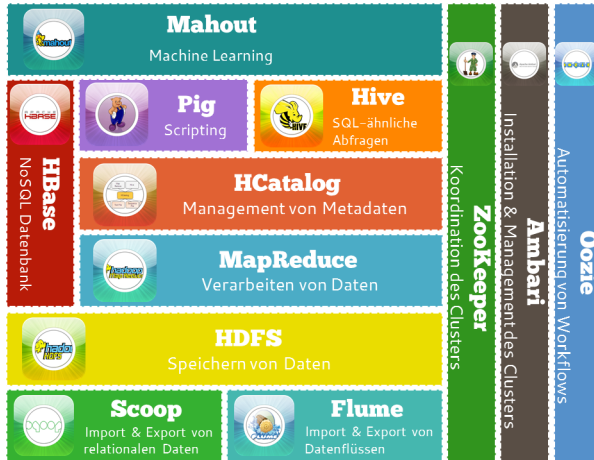 Mahout
Machine Learning
HBase
NoSQL Datenbank
Pig
Scripting
Hive
SQL-ähnliche
Abfragen
HCatalog
Management von Metadaten
MapReduce
Verarbeiten von Daten
HDFS
Speichern von Daten
Scoop
Import & Export von
relationalen Daten
Flume
Import & Export von
Datenflüssen
ZooKeeper
Koordination des Clusters
Ambari
Installation & Management des Clusters
Oozie
Automatisierung von Workflows